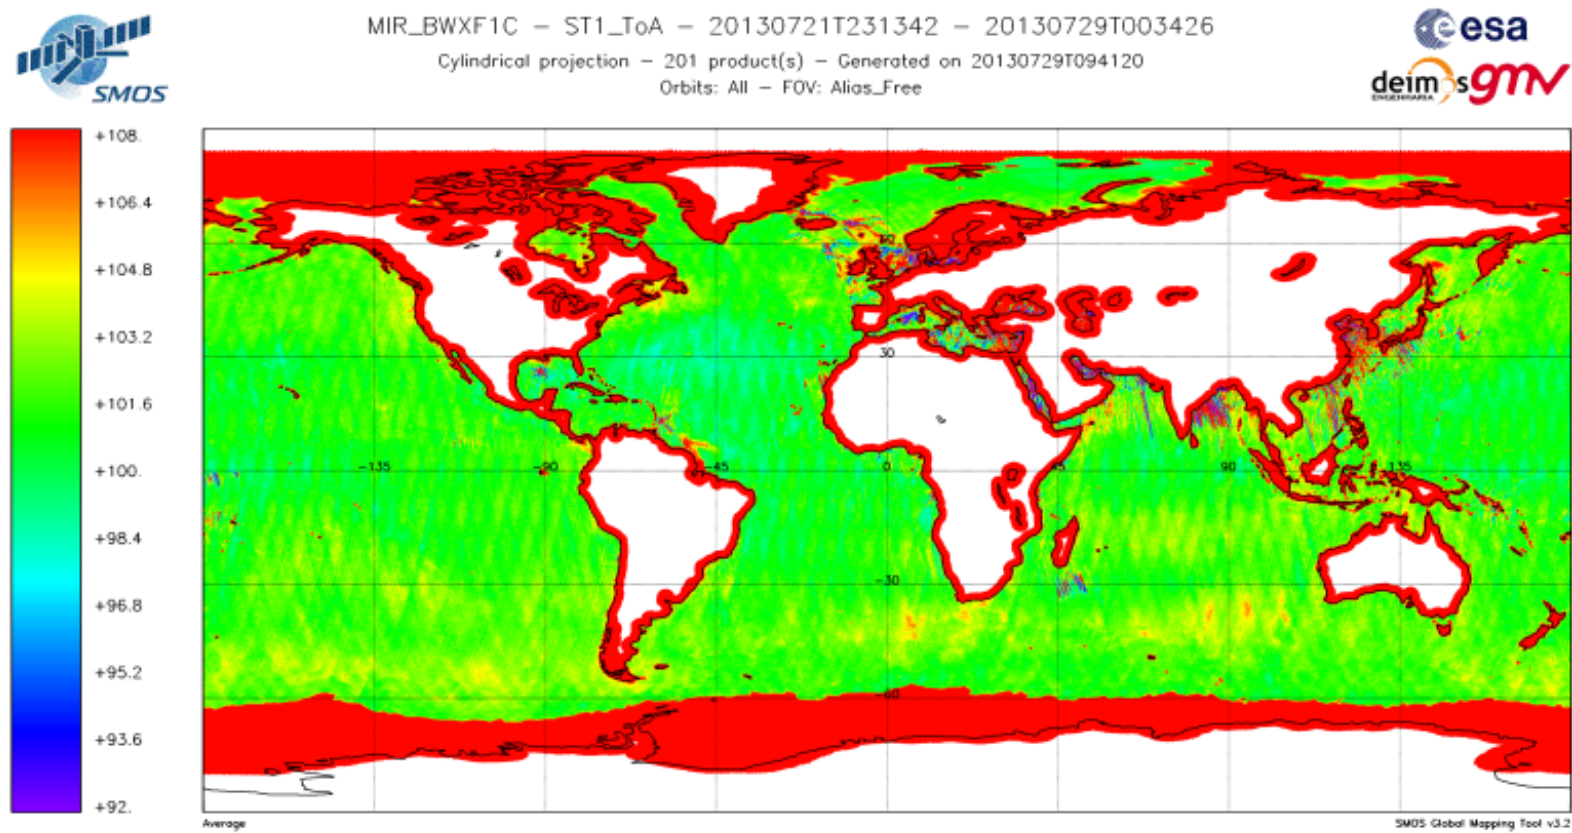 MIR_BWXF1C – ST1_ToA – 20130721T231342 – 20130729T003426
Cylindrical projection – 201 product(s) – Generated on 20130729T094120
Orbits: All – FOV: Alias_Free
SMOS
esa
deimos
ENGENHARIA
gmv
+108.
+106.4
+104.8
+103.2
+101.6
+100.
+98.4
+96.8
+95.2
+93.6
+92.
60
30
-135
-90
-45
0
45
90
135
-30
-60
Average
SMOS Global Mapping Tool v3.2